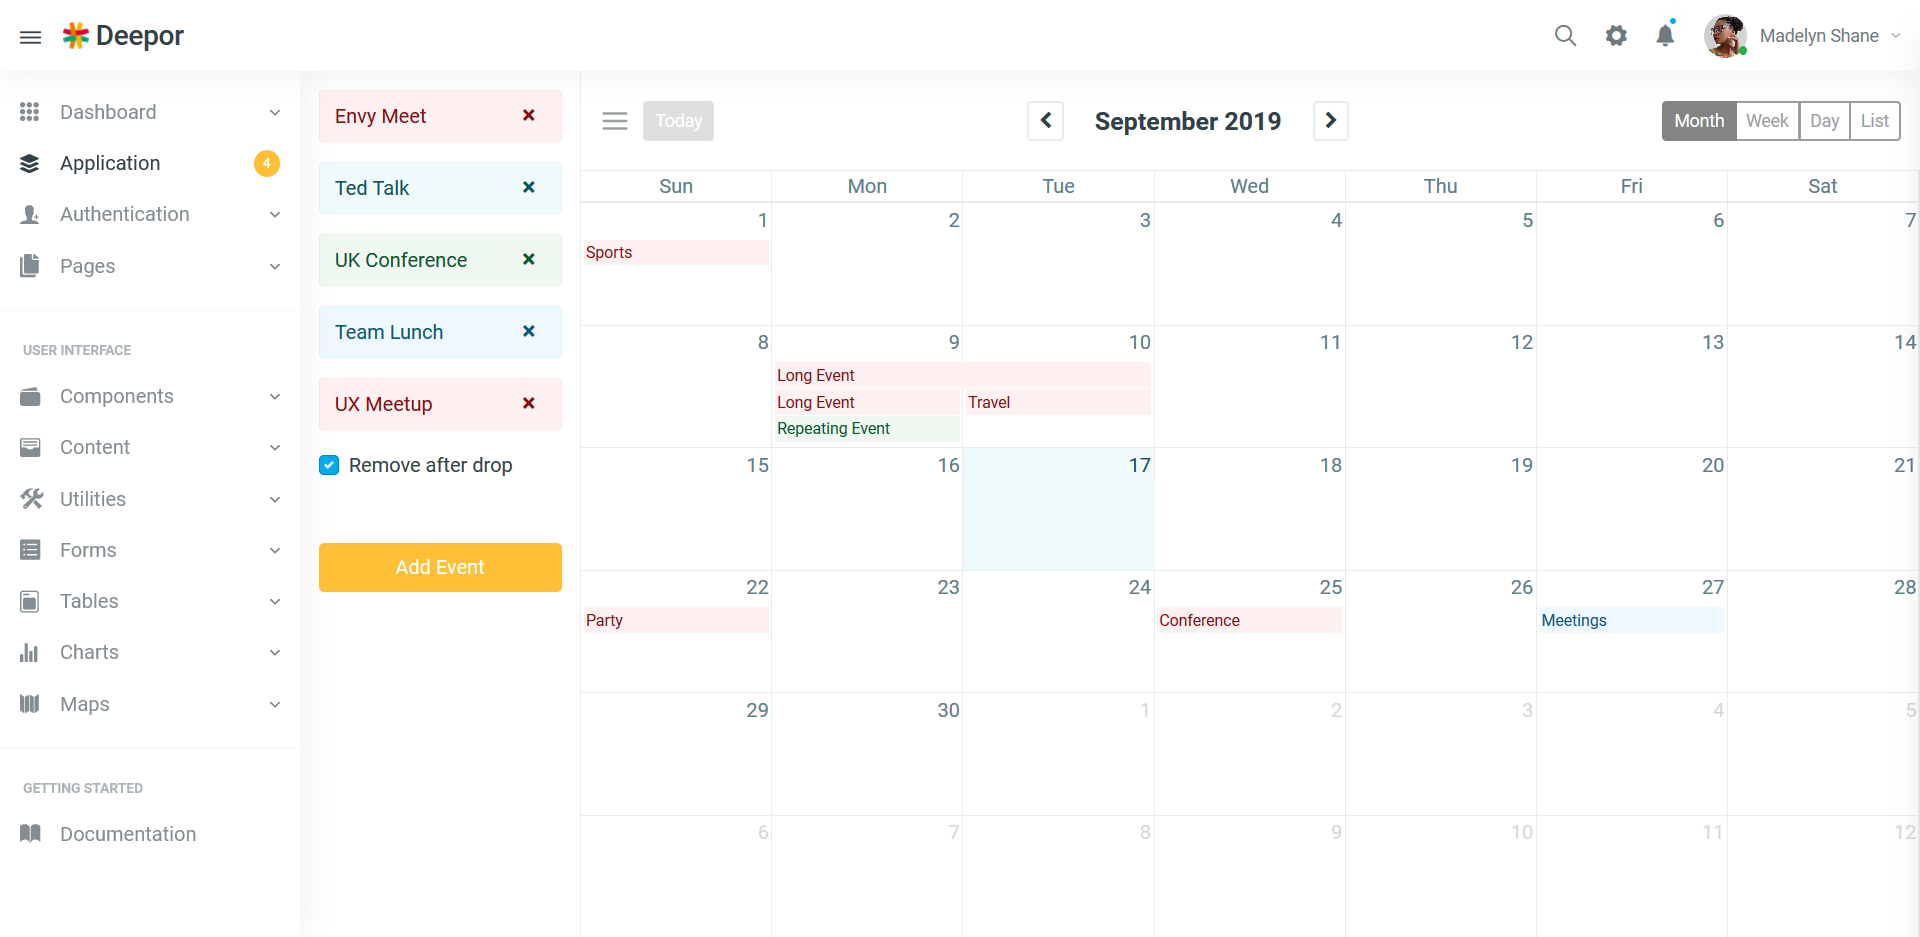 Deepor
Madelyn Shane
Dashboard
Application 4
Authentication
Pages
USER INTERFACE
Components
Content
Utilities
Forms
Tables
Charts
Maps
GETTING STARTED
Documentation
Envy Meet
Ted Talk
UK Conference
Team Lunch
UX Meetup
Remove after drop
Add Event
Today
September 2019
Month Week Day List
Sun Mon Tue Wed Thu Fri Sat
1 2 3 4 5 6 7
Sports
8 9 10 11 12 13 14
Long Event
Long Event Travel
Repeating Event
15 16 17 18 19 20 21
22 23 24 25 26 27 28
Party Conference Meetings
29 30 1 2 3 4 5
6 7 8 9 10 11 12